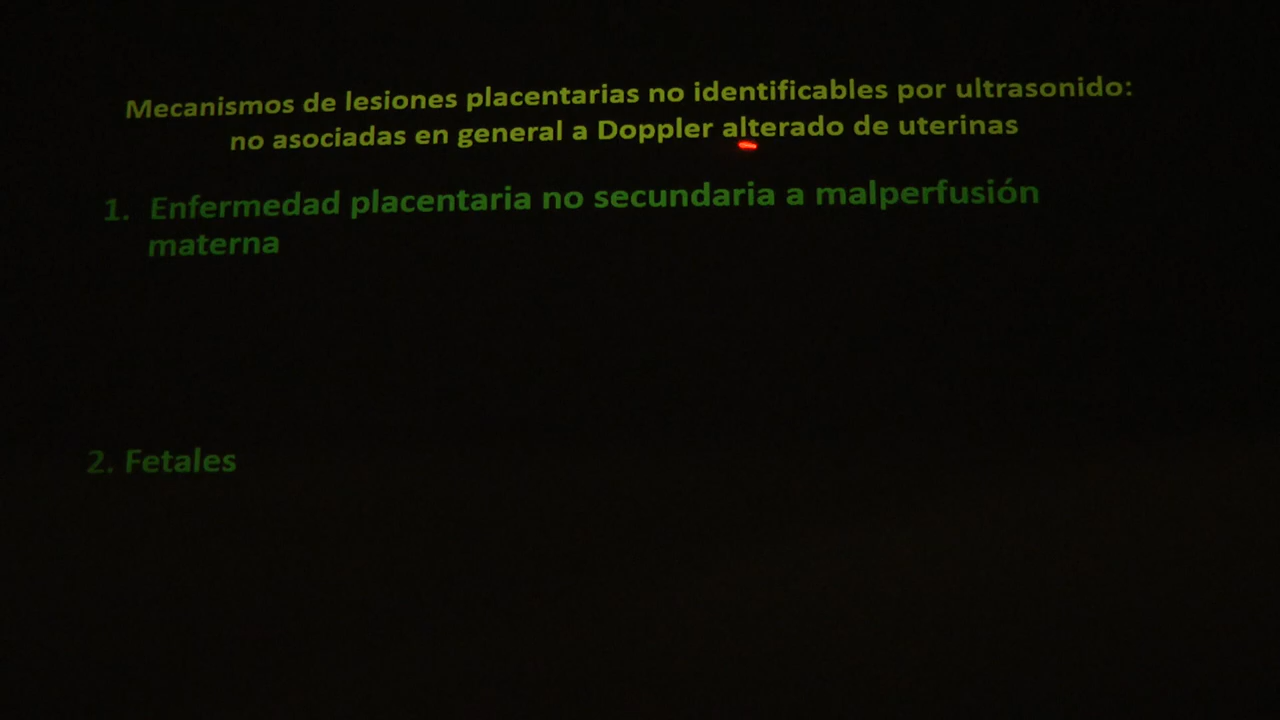 Mecanismos de lesiones placentarias no identificables por ultrasonido:
no asociadas en general a Doppler alterado de uterinas
1. Enfermedad placentaria no secundaria a malperfusión
materna
2. Fetales